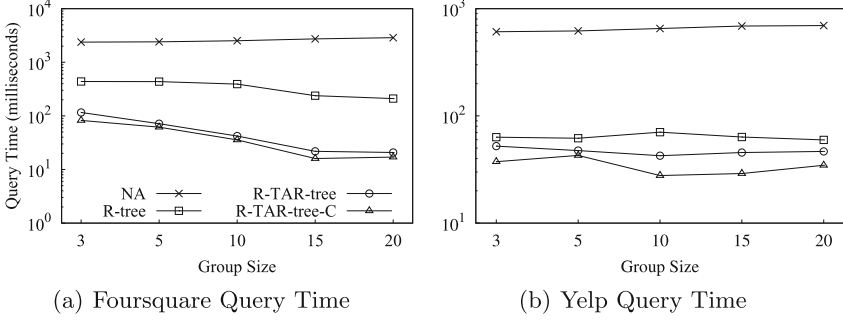 Query Time (milliseconds)
10^4
10^3
10^2
10^1
10^0
NA
R-tree
R-TAR-tree
R-TAR-tree-C
3 5 10 15 20
Group Size
(a) Foursquare Query Time
10^3
10^2
10^1
3 5 10 15 20
Group Size
(b) Yelp Query Time